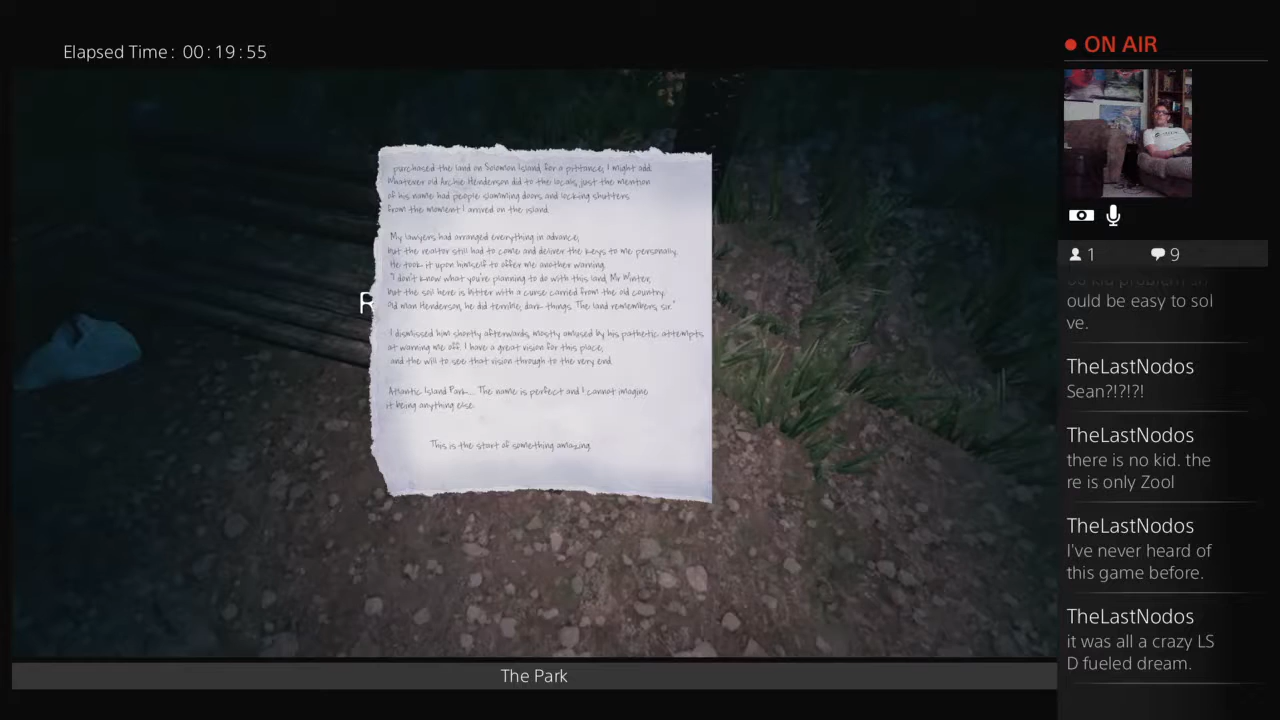 Elapsed Time: 00:19:55
ON AIR
1
9
ould be easy to sol
ve.
TheLastNodos
Sean?!?!?!
TheLastNodos
there is no kid. the
re is only Zool
TheLastNodos
I've never heard of
this game before.
TheLastNodos
it was all a crazy LS
D fueled dream.
R
purchased the land on Solomon Island, for a pittance, I might add.
Whatever old Archie Henderson did to the locals, just the mention
of his name had people slamming doors and locking shutters
from the moment I arrived on the island.
My lawyers had arranged everything in advance,
but the realtor still had to come and deliver the keys to me personally.
He took it upon himself to offer me another warning.
"I don't know what you're planning to do with this land, Mr Winter,
but the soil here is bitter with a curse carried from the old country.
Old man Henderson, he did terrible, dark things. The land remembers, sir."
I dismissed him shortly afterwards, mostly amused by his pathetic attempts
at warning me off. I have a great vision for this place,
and the will to see that vision through to the very end.
Atlantic Island Park... The name is perfect and I cannot imagine
it being anything else.
This is the start of something amazing.
The Park